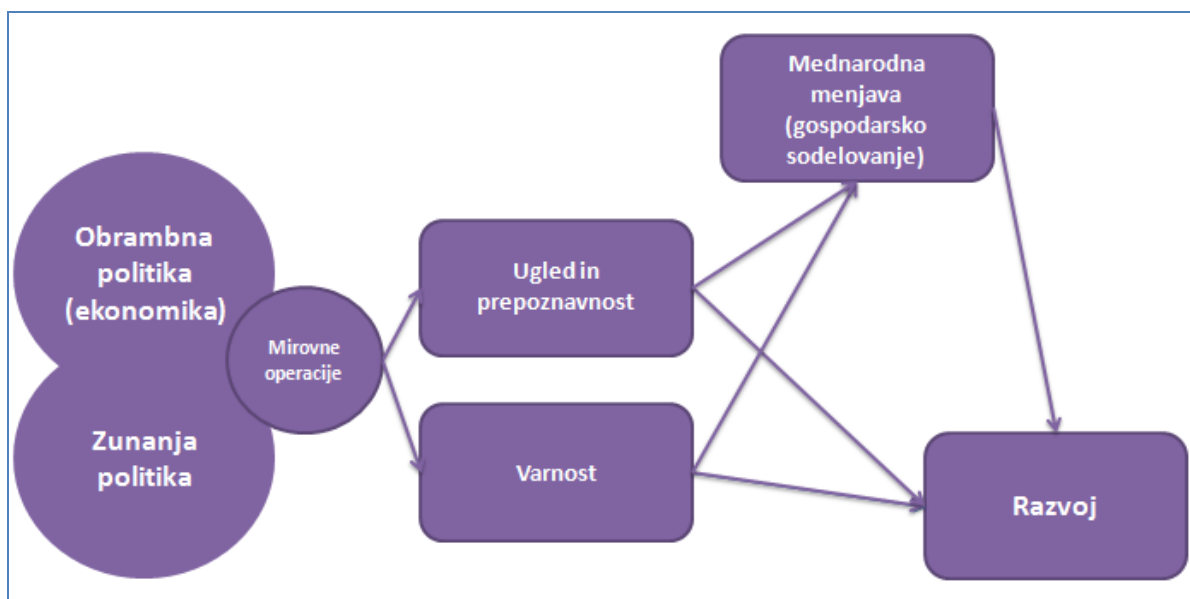 Obrambna
politika
(ekonomika)
Zunanja
politika
Mirovne
operacije
Ugled in
prepoznavnost
Varnost
Mednarodna
menjava
(gospodarsko
sodelovanje)
Razvoj